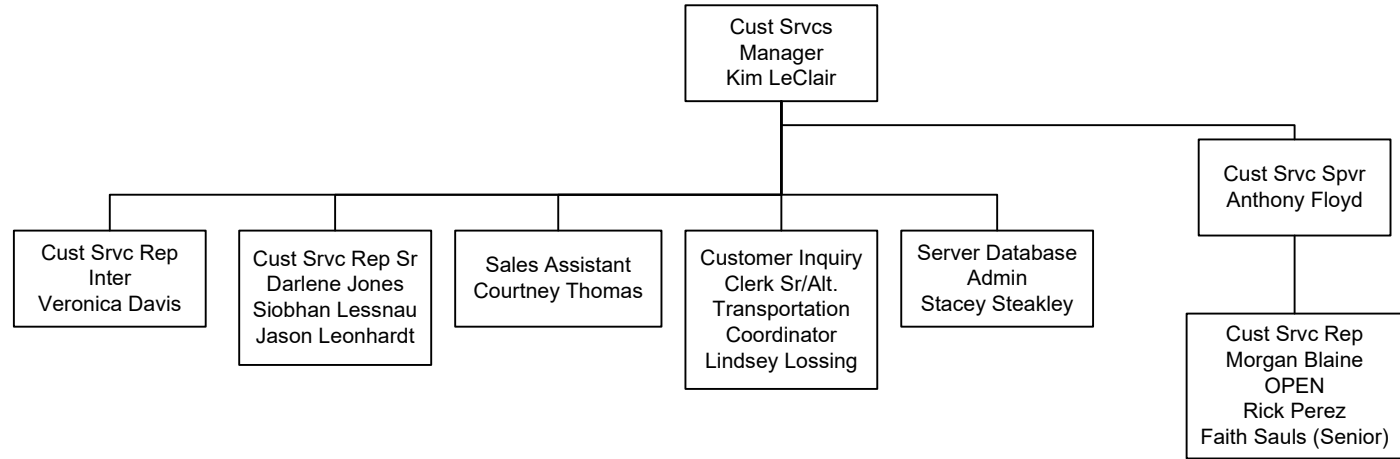 Cust Srvcs
Manager
Kim LeClair
Cust Srvc Spvr
Anthony Floyd
Cust Srvc Rep
Inter
Veronica Davis
Cust Srvc Rep Sr
Darlene Jones
Siobhan Lessnau
Jason Leonhardt
Sales Assistant
Courtney Thomas
Customer Inquiry
Clerk Sr/Alt.
Transportation
Coordinator
Lindsey Lossing
Server Database
Admin
Stacey Steakley
Cust Srvc Rep
Morgan Blaine
OPEN
Rick Perez
Faith Sauls (Senior)